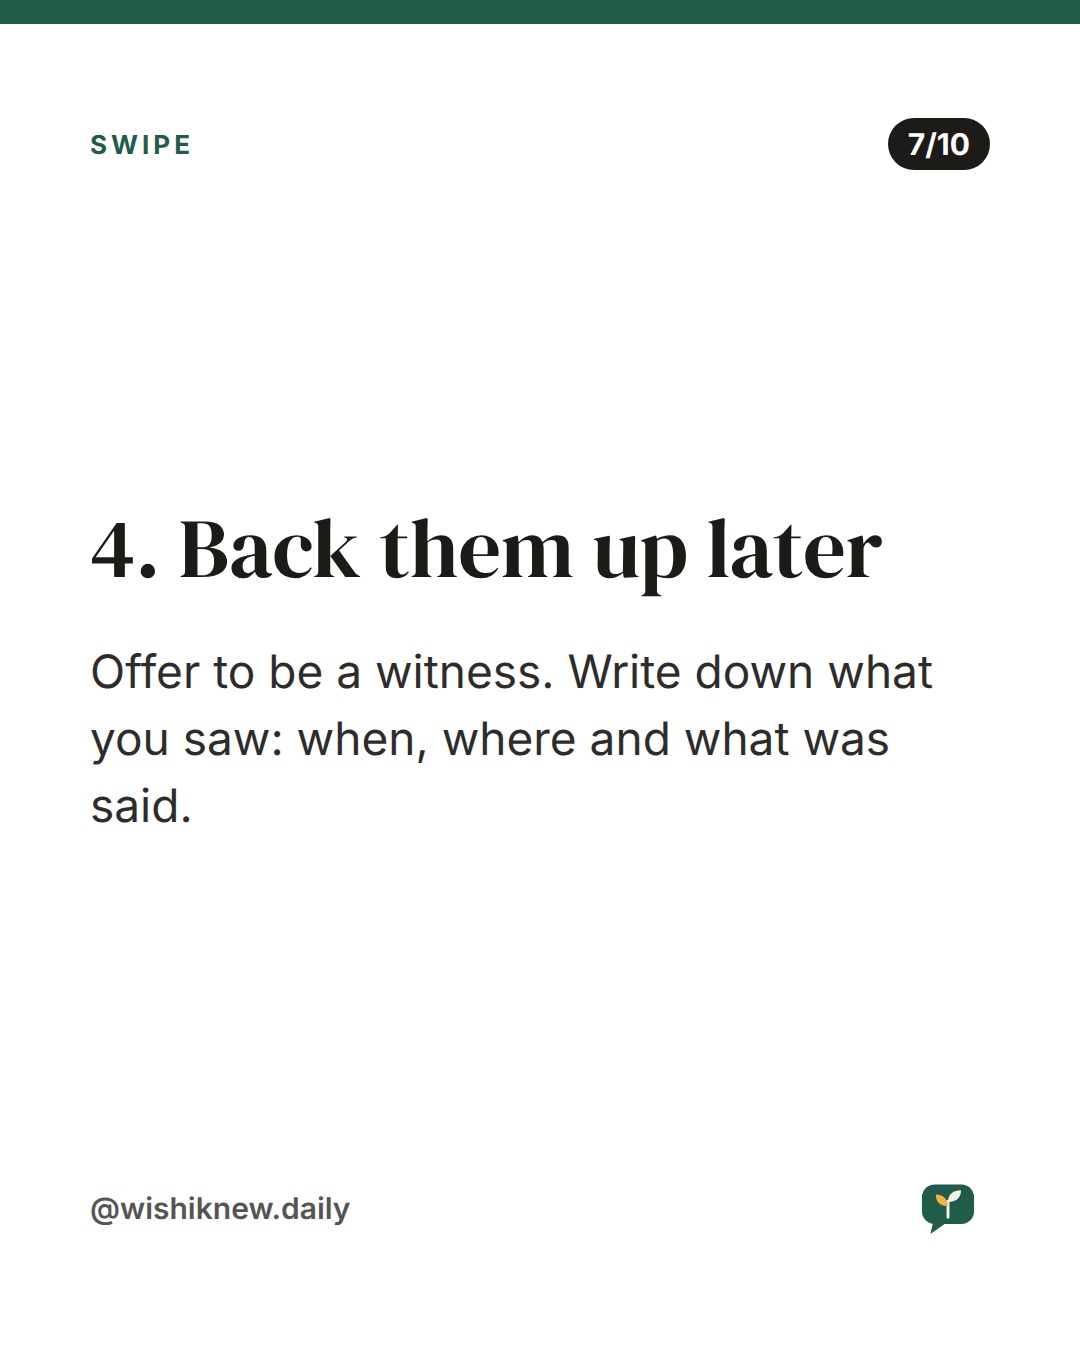 SWIPE
7/10
4. Back them up later
Offer to be a witness. Write down what
you saw: when, where and what was
said.
@wishiknew.daily